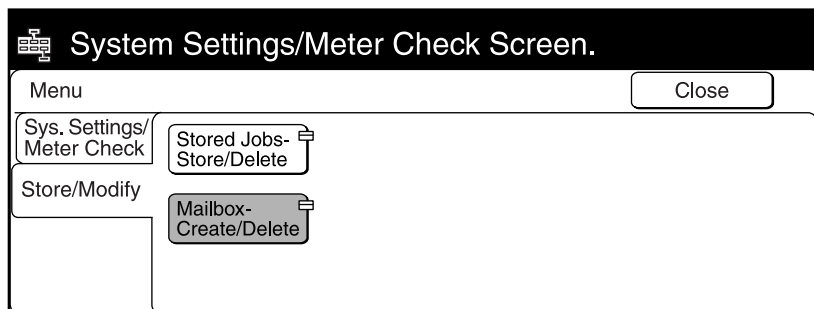 System Settings/Meter Check Screen.
Menu
Close
Sys. Settings/
Meter Check
Stored Jobs-
Store/Delete
Store/Modify
Mailbox-
Create/Delete